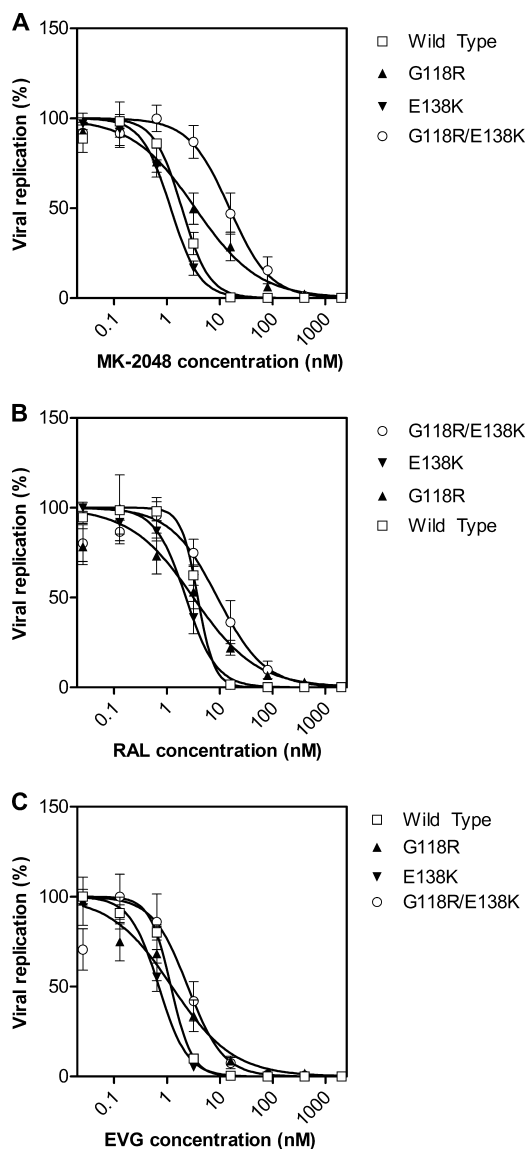 A
150
100
50
0
Viral replication (%)
0.1
1
10
100
1000
MK-2048 concentration (nM)
Wild Type
G118R
E138K
G118R/E138K
B
150
100
50
0
Viral replication (%)
0.1
1
10
100
1000
RAL concentration (nM)
G118R/E138K
E138K
G118R
Wild Type
C
150
100
50
0
Viral replication (%)
0.1
1
10
100
1000
EVG concentration (nM)
Wild Type
G118R
E138K
G118R/E138K